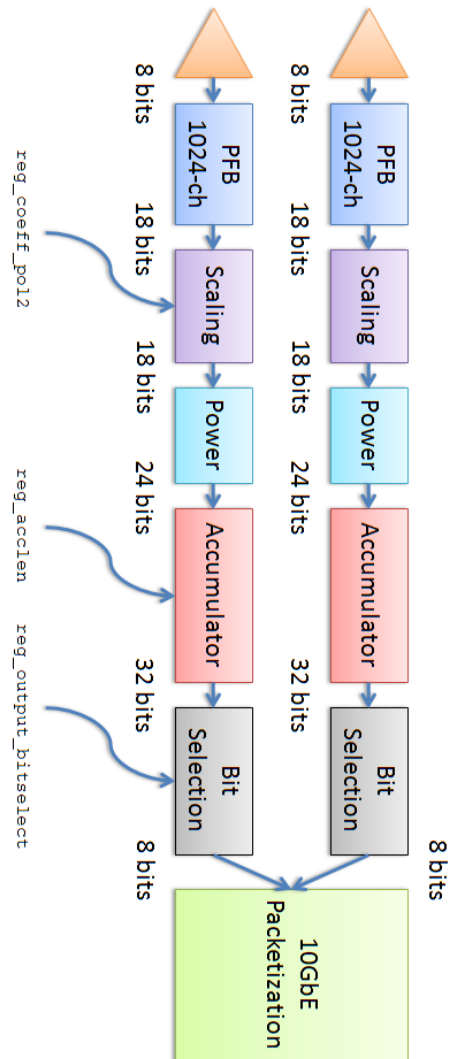 8 bits
PFB
1024-ch
Scaling
Power
Accumulator
Bit
Selection
8 bits
18 bits
18 bits
24 bits
32 bits
10GbE
Packetization
PFB
1024-ch
Scaling
Power
Accumulator
Bit
Selection
8 bits
18 bits
18 bits
24 bits
32 bits
8 bits
reg_coeff_pol2
reg_acclen
reg_output_bitselect